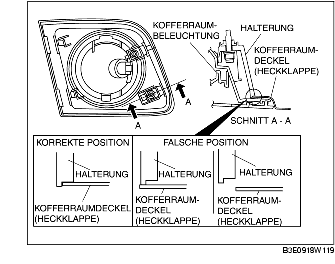 KOFFERRAUM-
BELEUCHTUNG
HALTERUNG
KOFFERRAUM-
DECKEL
(HECKKLAPPE)
A
A
SCHNITT A - A
KORREKTE POSITION
FALSCHE POSITION
HALTERUNG
KOFFERRAUMDECKEL
(HECKKLAPPE)
HALTERUNG
KOFFERRAUM-
DECKEL
(HECKKLAPPE)
HALTERUNG
KOFFERRAUM-
DECKEL
(HECKKLAPPE)
B3E0918W119